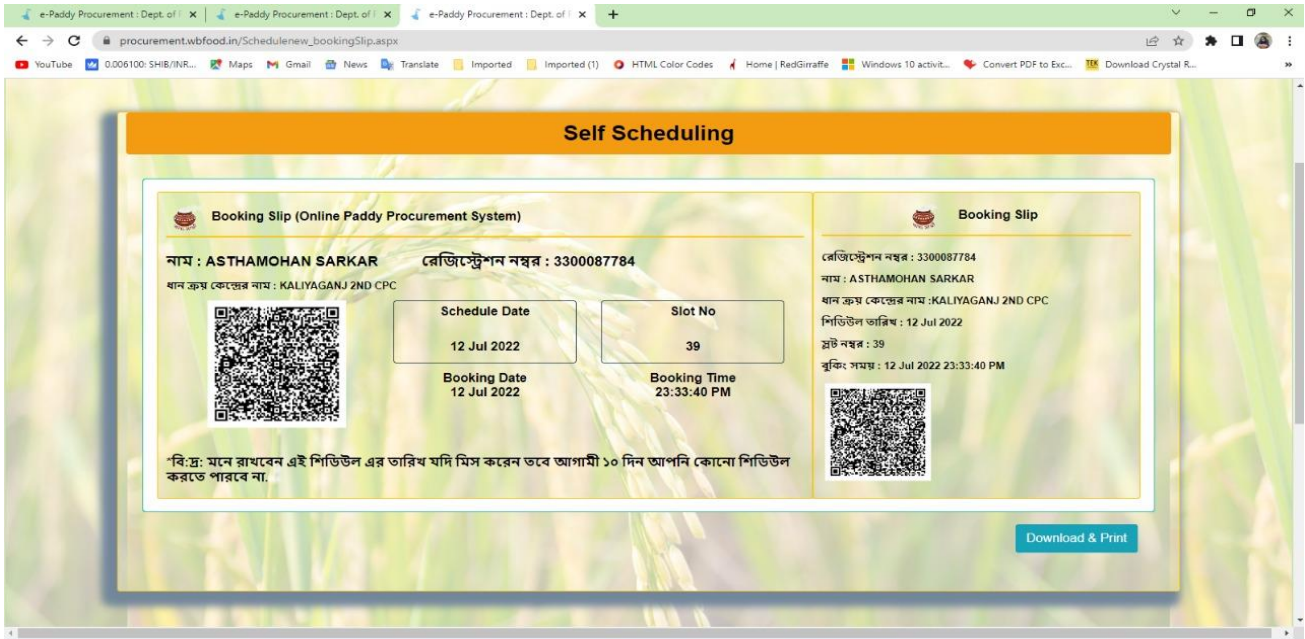 e-Paddy Procurement : Dept. of
e-Paddy Procurement : Dept. of
e-Paddy Procurement : Dept. of
procurement.wbfood.in/Schedulenew_bookingSlip.aspx
YouTube 0.006100: SHIB/INR... Maps Gmail News Translate Imported Imported (1) HTML Color Codes Home | RedGirraffe Windows 10 activit... Convert PDF to Exc... Download Crystal R...
Self Scheduling
Booking Slip (Online Paddy Procurement System)
নাম : ASTHAMOHAN SARKAR রেজিস্ট্রেশন নম্বর : 3300087784
ধান ক্রয় কেন্দ্রের নাম : KALIYAGANJ 2ND CPC
Schedule Date
12 Jul 2022
Slot No
39
Booking Date
12 Jul 2022
Booking Time
23:33:40 PM
*বি:দ্র: মনে রাখবেন এই শিডিউল এর তারিখ যদি মিস করেন তবে আগামী ১০ দিন আপনি কোনো শিডিউল
করতে পারবে না.
Booking Slip
রেজিস্ট্রেশন নম্বর : 3300087784
নাম : ASTHAMOHAN SARKAR
ধান ক্রয় কেন্দ্রের নাম :KALIYAGANJ 2ND CPC
শিডিউল তারিখ : 12 Jul 2022
স্লট নম্বর : 39
বুকিং সময় : 12 Jul 2022 23:33:40 PM
Download & Print